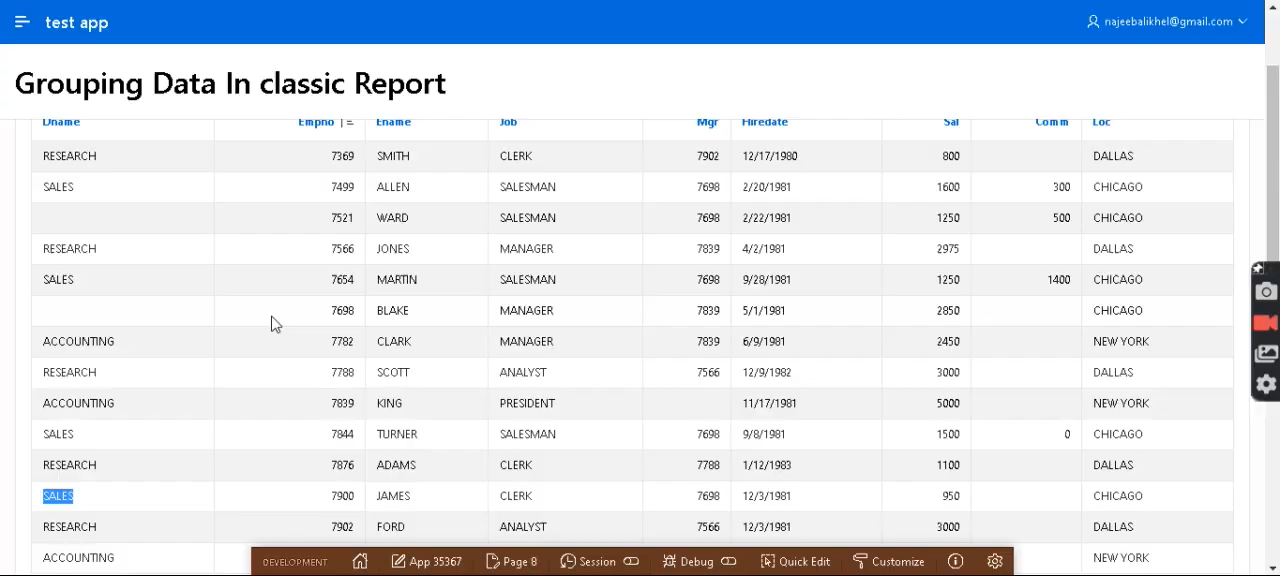 test app
najeebalikhel@gmail.com
Grouping Data In classic Report
Dname Empno Ename Job Mgr Hiredate Sal Comm Loc
RESEARCH 7369 SMITH CLERK 7902 12/17/1980 800 DALLAS
SALES 7499 ALLEN SALESMAN 7698 2/20/1981 1600 300 CHICAGO
7521 WARD SALESMAN 7698 2/22/1981 1250 500 CHICAGO
RESEARCH 7566 JONES MANAGER 7839 4/2/1981 2975 DALLAS
SALES 7654 MARTIN SALESMAN 7698 9/28/1981 1250 1400 CHICAGO
7698 BLAKE MANAGER 7839 5/1/1981 2850 CHICAGO
ACCOUNTING 7782 CLARK MANAGER 7839 6/9/1981 2450 NEW YORK
RESEARCH 7788 SCOTT ANALYST 7566 12/9/1982 3000 DALLAS
ACCOUNTING 7839 KING PRESIDENT 11/17/1981 5000 NEW YORK
SALES 7844 TURNER SALESMAN 7698 9/8/1981 1500 0 CHICAGO
RESEARCH 7876 ADAMS CLERK 7788 1/12/1983 1100 DALLAS
SALES 7900 JAMES CLERK 7698 12/3/1981 950 CHICAGO
RESEARCH 7902 FORD ANALYST 7566 12/3/1981 3000 DALLAS
ACCOUNTING NEW YORK
DEVELOPMENT App 35367 Page 8 Session Debug Quick Edit Customize